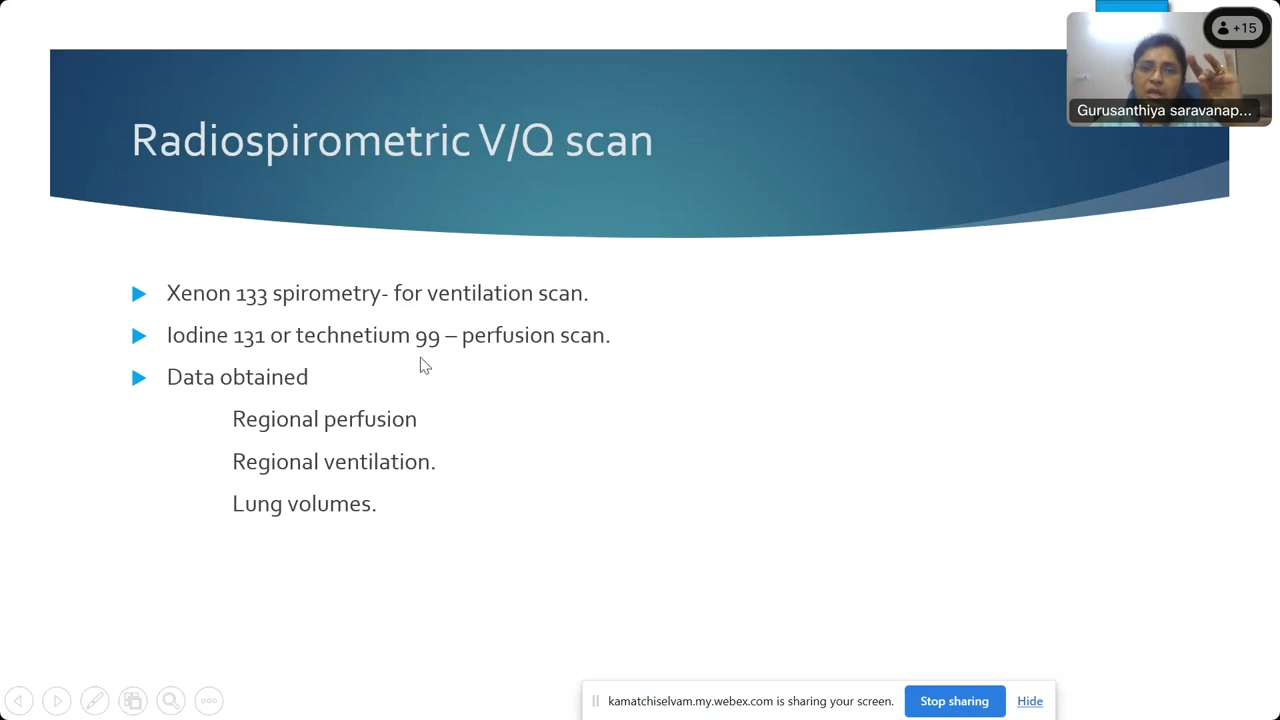 +15
Gurusanthiya saravanap...
Radiospirometric V/Q scan
Xenon 133 spirometry- for ventilation scan.
Iodine 131 or technetium 99 – perfusion scan.
Data obtained
Regional perfusion
Regional ventilation.
Lung volumes.
kamatchiselvam.my.webex.com is sharing your screen.
Stop sharing
Hide